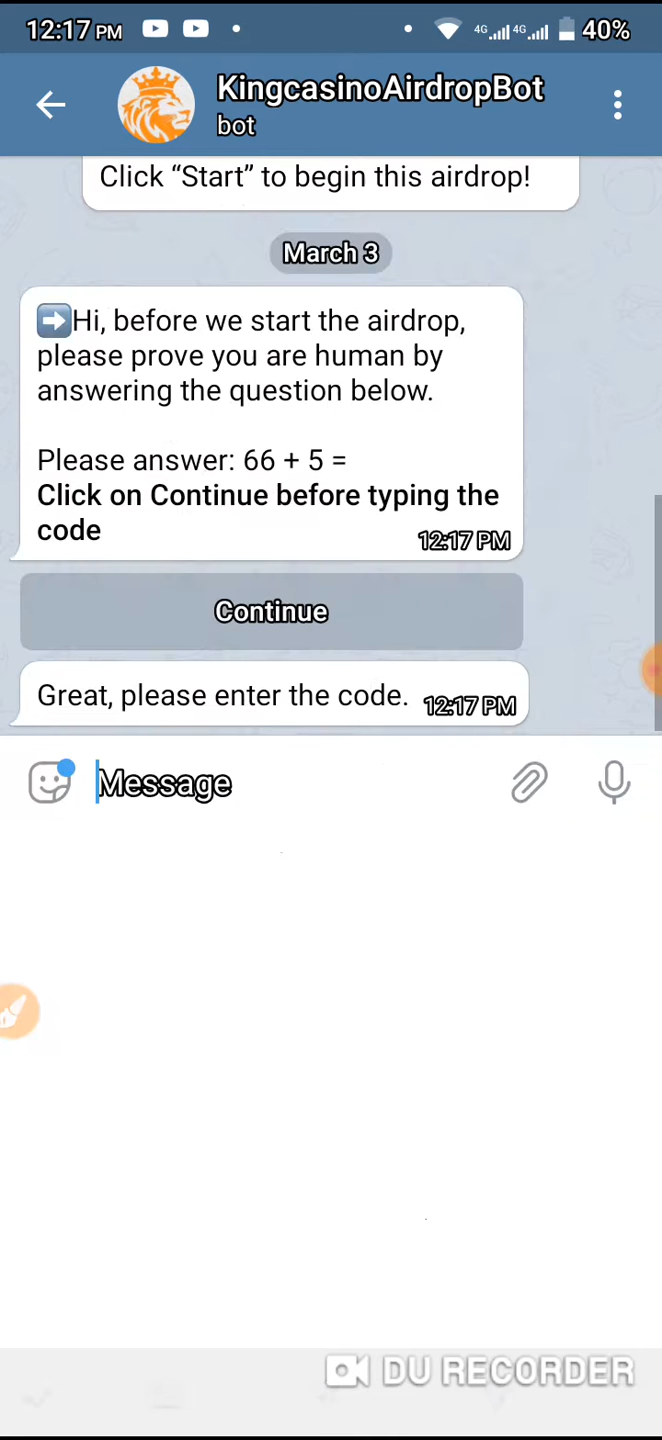 12:17 PM 4G 4G 40%
KingcasinoAirdropBot
bot
Click “Start” to begin this airdrop!
March 3
➡️Hi, before we start the airdrop,
please prove you are human by
answering the question below.
Please answer: 66 + 5 =
Click on Continue before typing the
code
12:17 PM
Continue
Great, please enter the code. 12:17 PM
Message
DU RECORDER